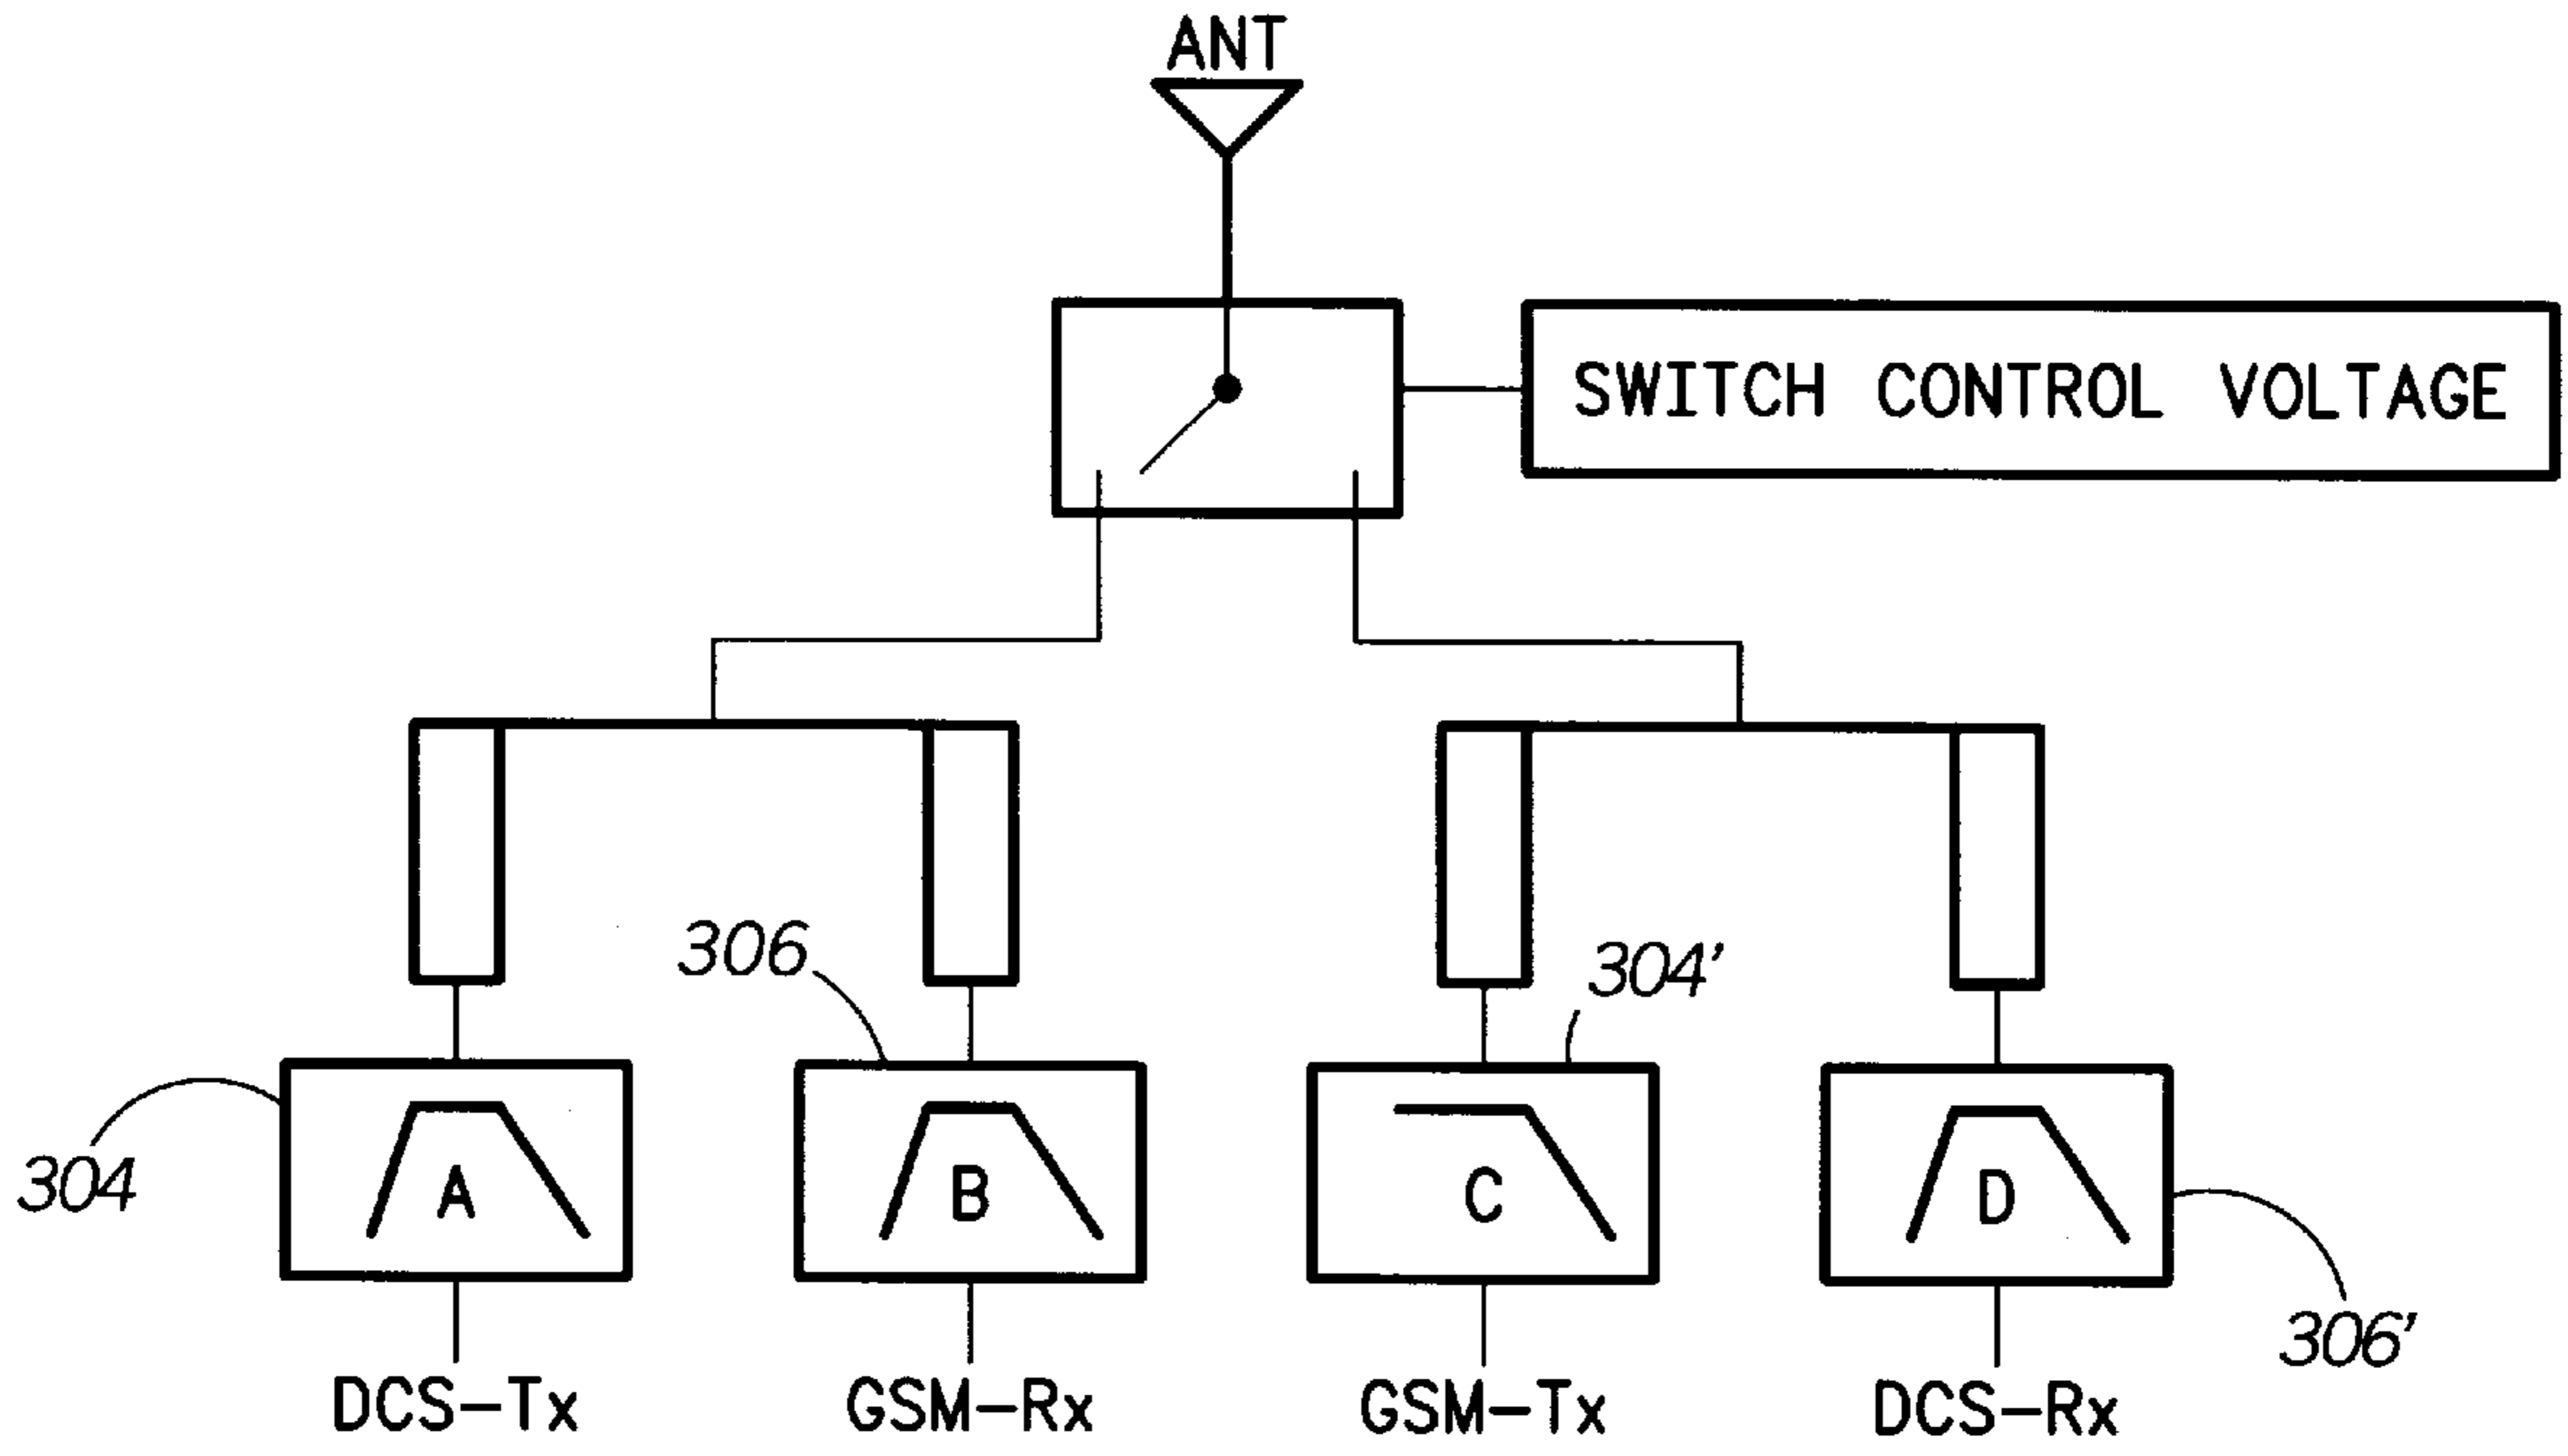 ANT
SWITCH CONTROL VOLTAGE
306
304'
304
A
B
C
D
306'
DCS-Tx
GSM-Rx
GSM-Tx
DCS-Rx